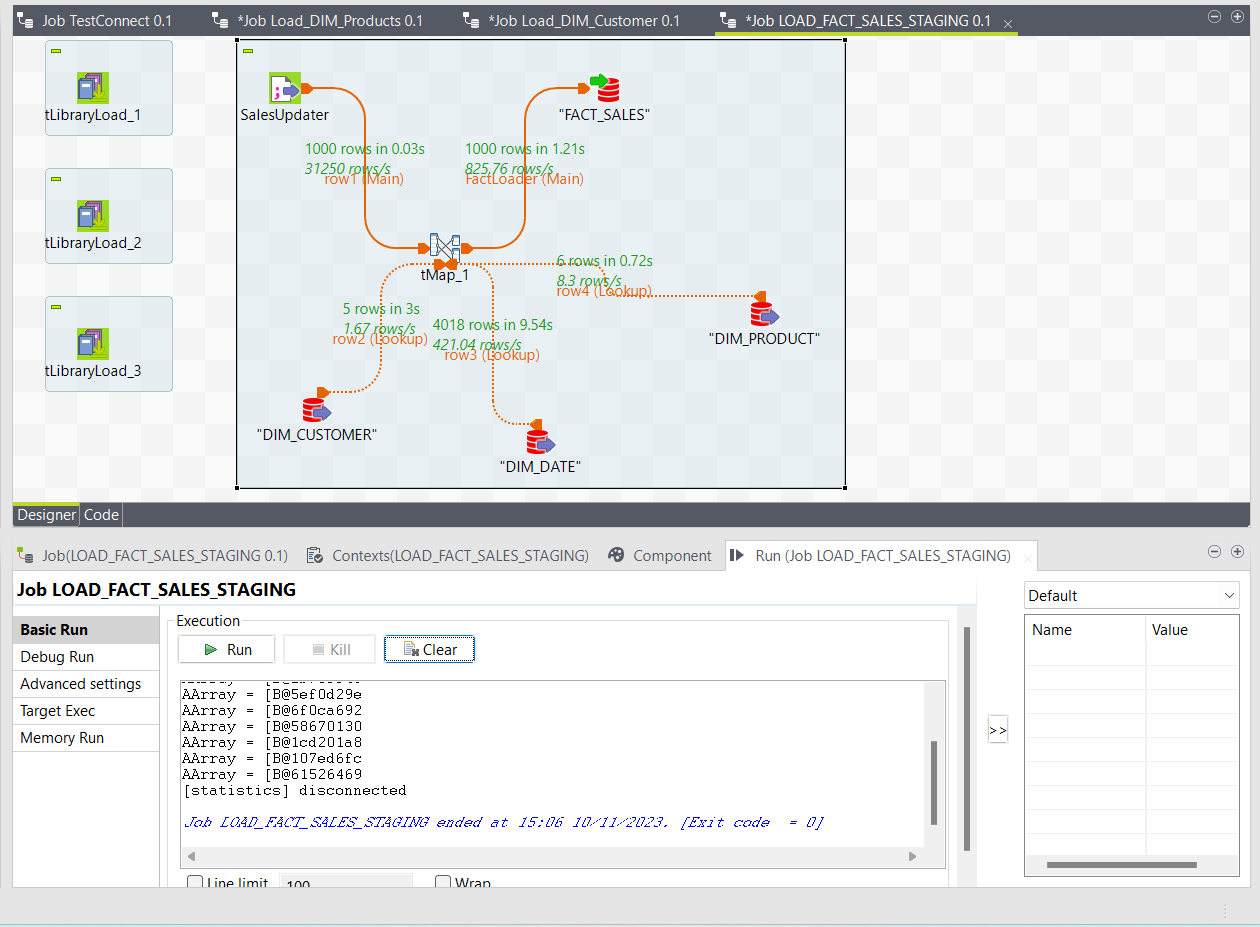 Job TestConnect 0.1
*Job Load_DIM_Products 0.1
*Job Load_DIM_Customer 0.1
*Job LOAD_FACT_SALES_STAGING 0.1
tLibraryLoad_1
tLibraryLoad_2
tLibraryLoad_3
SalesUpdater
"FACT_SALES"
1000 rows in 0.03s
31250 rows/s
row1 (Main)
1000 rows in 1.21s
825.76 rows/s
FactLoader (Main)
tMap_1
6 rows in 0.72s
8.3 rows/s
row4 (Lookup)
5 rows in 3s
1.67 rows/s
row2 (Lookup)
4018 rows in 9.54s
421.04 rows/s
row3 (Lookup)
"DIM_PRODUCT"
"DIM_CUSTOMER"
"DIM_DATE"
Designer
Code
Job(LOAD_FACT_SALES_STAGING 0.1)
Contexts(LOAD_FACT_SALES_STAGING)
Component
Run (Job LOAD_FACT_SALES_STAGING)
Job LOAD_FACT_SALES_STAGING
Basic Run
Debug Run
Advanced settings
Target Exec
Memory Run
Execution
Run
Kill
Clear
AArray = [B@5ef0d29e
AArray = [B@6f0ca692
AArray = [B@58670130
AArray = [B@1cd201a8
AArray = [B@107ed6fc
AArray = [B@61526469
[statistics] disconnected
Job LOAD_FACT_SALES_STAGING ended at 15:06 10/11/2023. [Exit code  = 0]
Line limit
100
Wrap
>>
Default
Name
Value